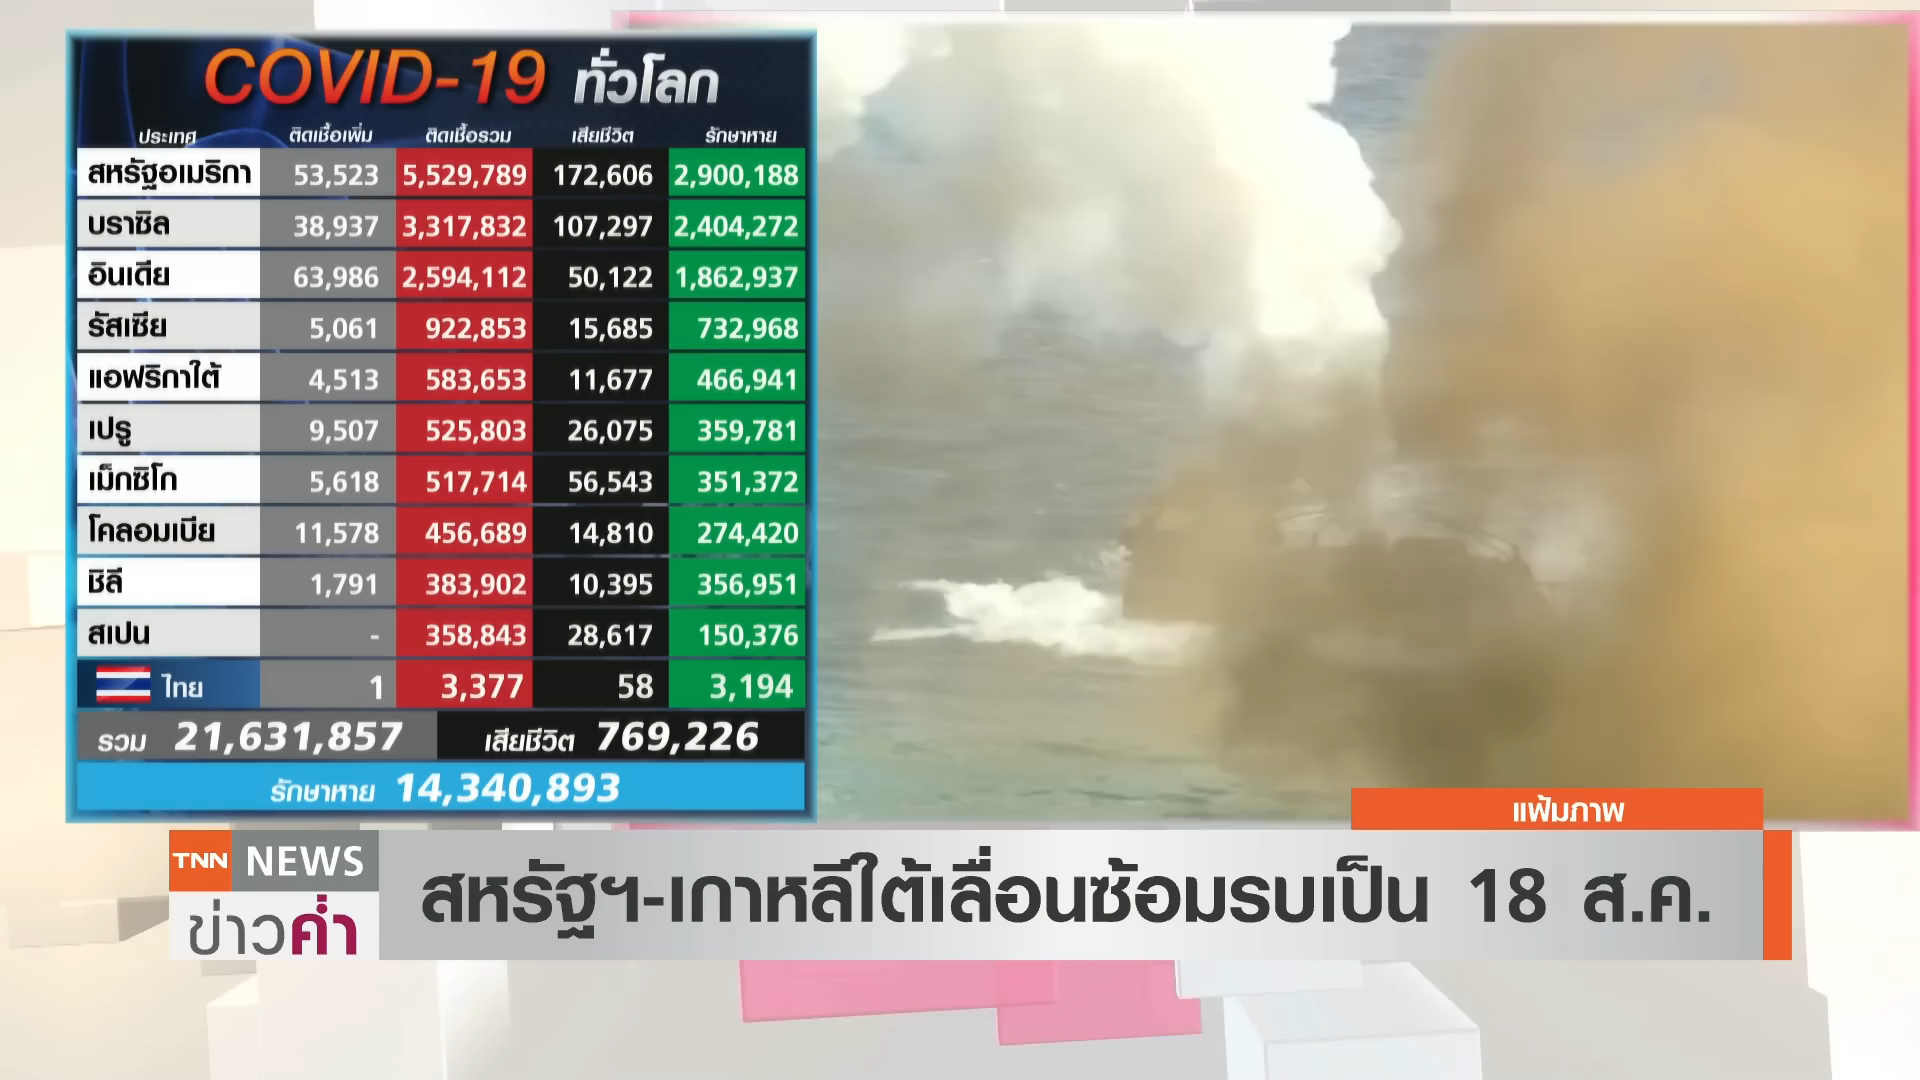 COVID-19 ทั่วโลก
ประเทศ ติดเชื้อเพิ่ม ติดเชื้อรวม เสียชีวิต รักษาหาย
สหรัฐอเมริกา 53,523 5,529,789 172,606 2,900,188
บราซิล 38,937 3,317,832 107,297 2,404,272
อินเดีย 63,986 2,594,112 50,122 1,862,937
รัสเซีย 5,061 922,853 15,685 732,968
แอฟริกาใต้ 4,513 583,653 11,677 466,941
เปรู 9,507 525,803 26,075 359,781
เม็กซิโก 5,618 517,714 56,543 351,372
โคลอมเบีย 11,578 456,689 14,810 274,420
ชิลี 1,791 383,902 10,395 356,951
สเปน - 358,843 28,617 150,376
ไทย 1 3,377 58 3,194
รวม 21,631,857 เสียชีวิต 769,226
รักษาหาย 14,340,893
แฟ้มภาพ
TNN NEWS
ข่าวค่ำ
สหรัฐฯ-เกาหลีใต้เลื่อนซ้อมรบเป็น 18 ส.ค.